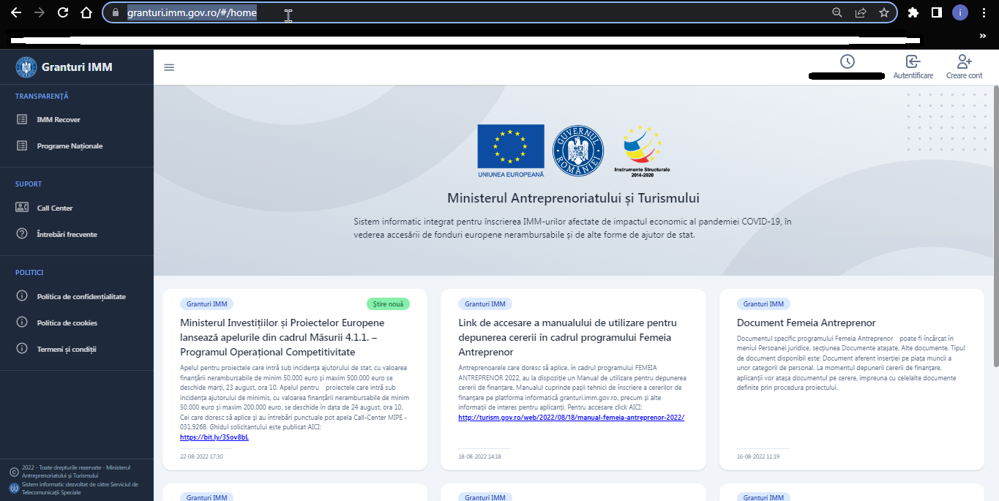 granturi.imm.gov.ro/#/home
i
»
Granturi IMM
Autentificare
Creare cont
TRANSPARENȚĂ
IMM Recover
Programe Naționale
SUPORT
Call Center
Întrebări frecvente
POLITICI
Politica de confidențialitate
Politica de cookies
Termeni și condiții
2022 - Toate drepturile rezervate - Ministerul
Antreprenoriatului și Turismului
Sistem informatic dezvoltat de către Serviciul de
Telecomunicații Speciale
UNIUNEA EUROPEANĂ
GUVERNUL ROMÂNIEI
Instrumente Structurale
2014-2020
Ministerul Antreprenoriatului și Turismului
Sistem informatic integrat pentru înscrierea IMM-urilor afectate de impactul economic al pandemiei COVID-19, în
vederea accesării de fonduri europene nerambursabile și de alte forme de ajutor de stat.
Granturi IMM
Știre nouă
Ministerul Investițiilor și Proiectelor Europene
lansează apelurile din cadrul Măsurii 4.1.1. –
Programul Operațional Competitivitate
Apelul pentru proiectele care intră sub incidența ajutorului de stat, cu valoarea
finanțării nerambursabile de minim 50.000 euro și maxim 500.000 euro se
deschide marți, 23 august, ora 10. Apelul pentru proiectele care intră sub
incidența ajutorului de minimis, cu valoarea finanțării nerambursabile de minim
50.000 euro și maxim 200.000 euro, se deschide în data de 24 august, ora 10.
Cei care doresc să aplice și au întrebări punctuale pot apela Call-Center MIPE -
031.9268. Ghidul solicitantului este publicat AICI:
https://bit.ly/3Sov8bL
22-08-2022 17:30
Granturi IMM
Link de accesare a manualului de utilizare pentru
depunerea cererii în cadrul programului Femeia
Antreprenor
Antreprenoarele care doresc să aplice, în cadrul programului FEMEIA
ANTREPRENOR 2022, au la dispoziție un Manual de utilizare pentru depunerea
cererii de finanțare. Manualul cuprinde pașii tehnici de înscriere a cererilor de
finanțare pe platforma informatică granturi.imm.gov.ro, precum și alte
informații de interes pentru aplicanți. Pentru accesare click AICI:
http://turism.gov.ro/web/2022/08/18/manual-femeia-antreprenor-2022/
18-08-2022 14:18
Granturi IMM
Document Femeia Antreprenor
Documentul specific programului Femeia Antreprenor poate fi încărcat în
meniul Persoanei juridice, secțiunea Documente atașate, Alte documente. Tipul
de document disponibil este: Document aferent inserției pe piața muncii a
unor categorii de personal. La momentul depunerii cererii de finanțare,
aplicanții vor atașa documentul pe cerere, impreuna cu celelalte documente
definite prin procedura proiectului.
16-08-2022 11:19
Granturi IMM
Granturi IMM
Granturi IMM